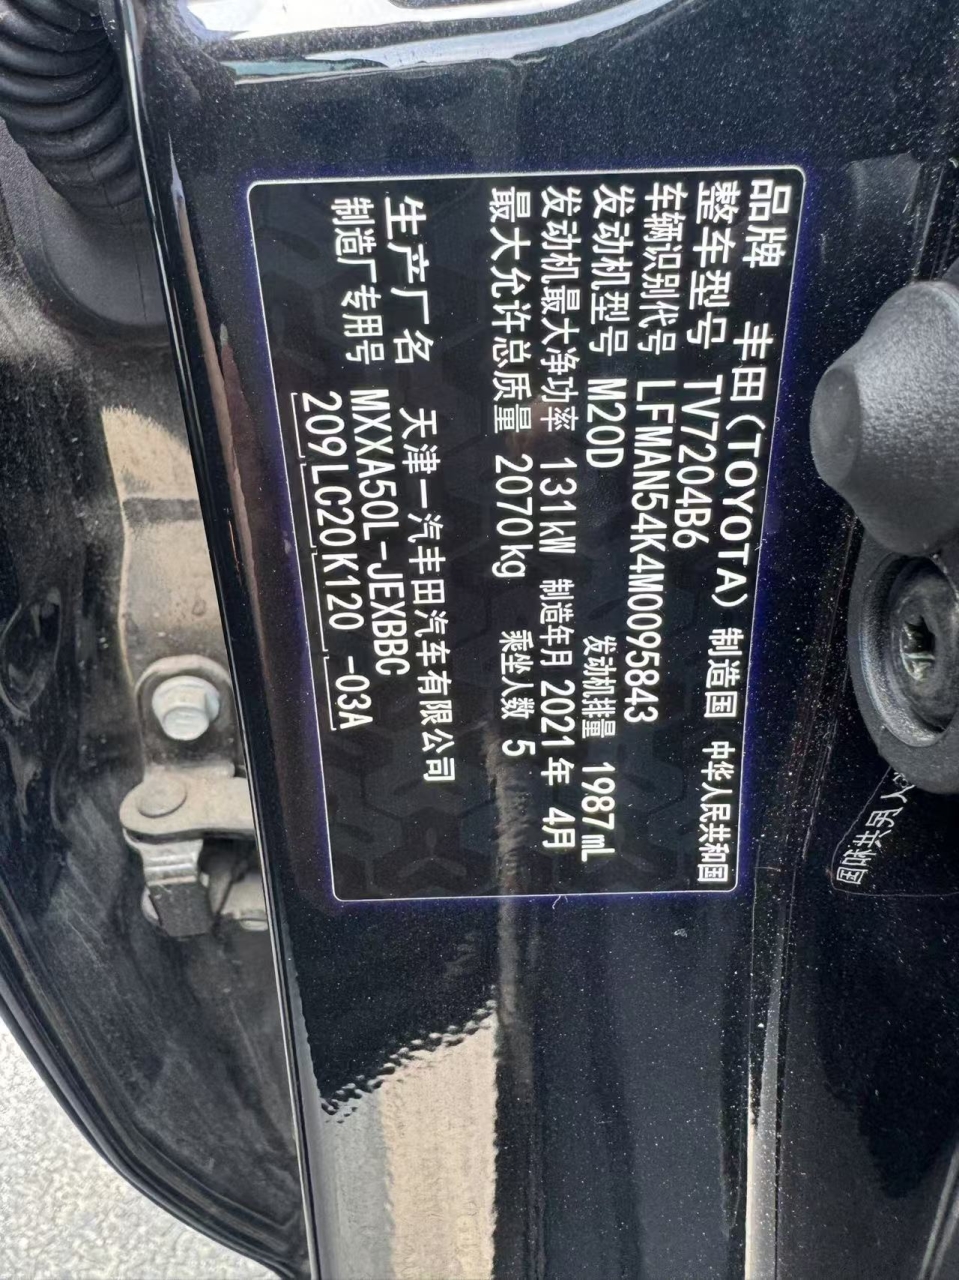 品牌 丰田(TOYOTA) 制造国 中华人民共和国
整车型号 TV7204B6
车辆识别代号 LFMAN54K4M0095843
发动机型号 M20D 发动机排量 1987mL
发动机最大净功率 131kW 制造年月 2021年 4月
最大允许总质量 2070kg 乘坐人数 5
生产厂名 天津一汽丰田汽车有限公司
制造厂专用号 MXXA50L-JEXBBC
209LC20K120 -03A